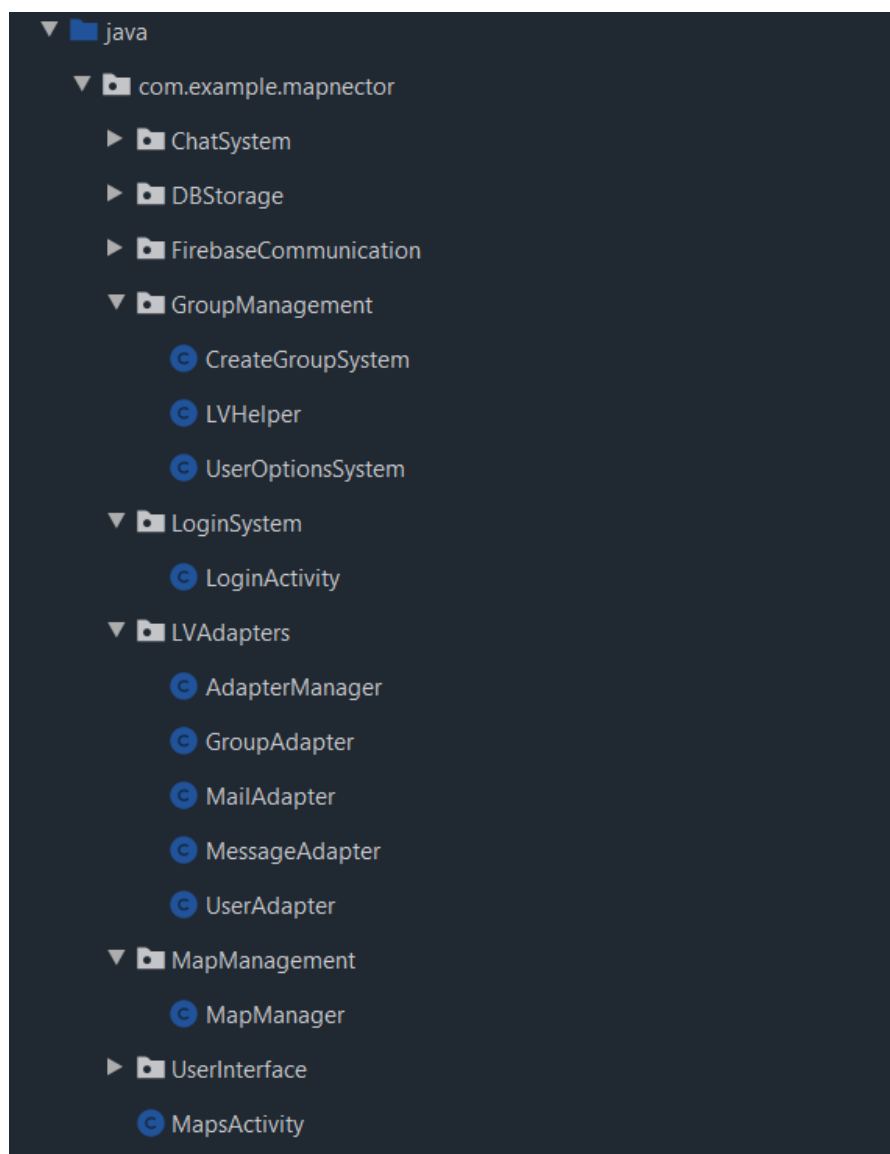 java
com.example.mapnector
ChatSystem
DBStorage
FirebaseCommunication
GroupManagement
C CreateGroupSystem
C LVHelper
C UserOptionsSystem
LoginSystem
C LoginActivity
LVAdapters
C AdapterManager
C GroupAdapter
C MailAdapter
C MessageAdapter
C UserAdapter
MapManagement
C MapManager
UserInterface
C MapsActivity